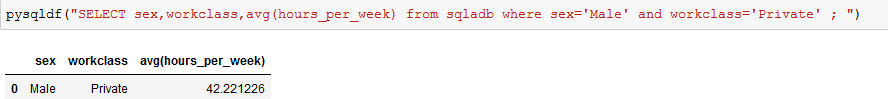 pysqldf("SELECT sex,workclass,avg(hours_per_week) from sqladb where sex='Male' and workclass='Private' ; ")
sex workclass avg(hours_per_week)
0 Male Private 42.221226